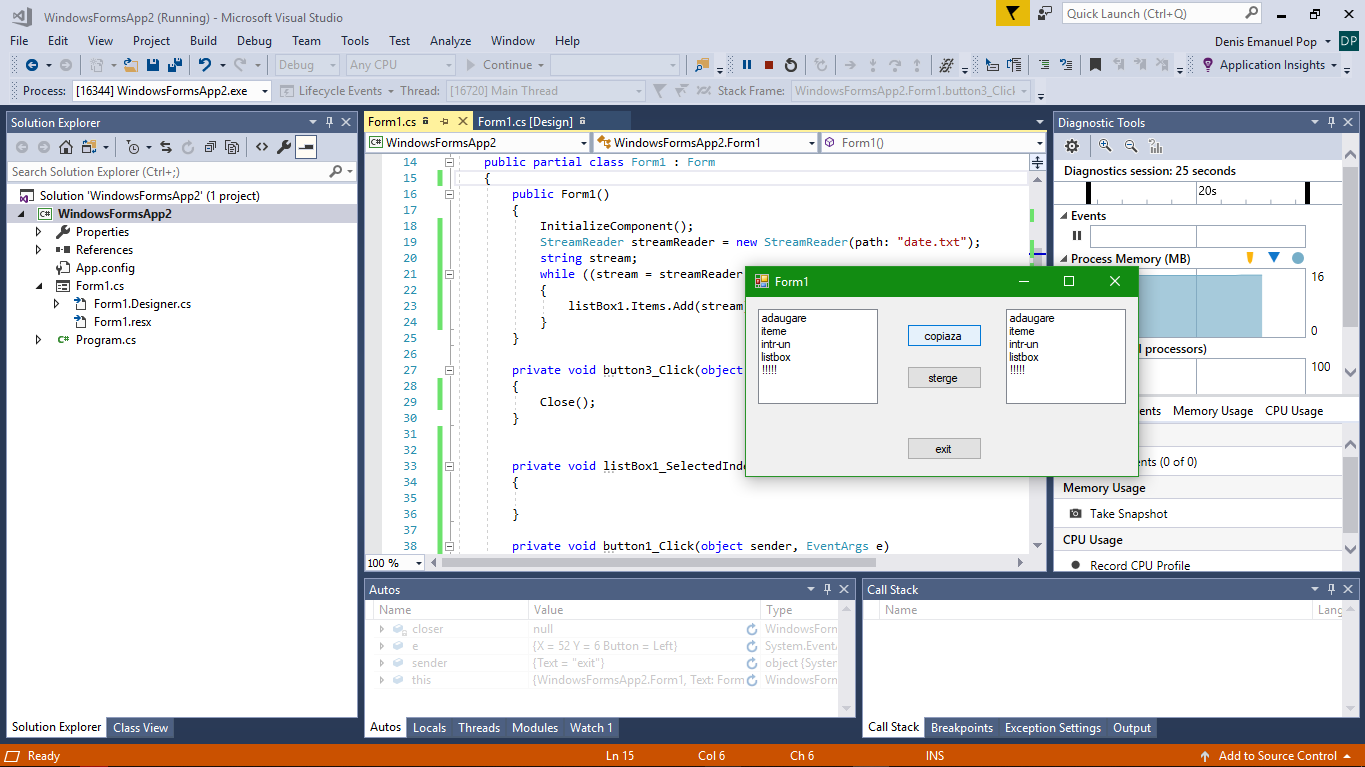 WindowsFormsApp2 (Running) - Microsoft Visual Studio
Quick Launch (Ctrl+Q)
File Edit View Project Build Debug Team Tools Test Analyze Window Help
Denis Emanuel Pop DP
Debug Any CPU Continue Application Insights
Process: [16344] WindowsFormsApp2.exe Lifecycle Events Thread: [16720] Main Thread Stack Frame: WindowsFormsApp2.Form1.button3_Click
Solution Explorer
Search Solution Explorer (Ctrl+;)
Solution 'WindowsFormsApp2' (1 project)
C# WindowsFormsApp2
Properties
References
App.config
Form1.cs
Form1.Designer.cs
Form1.resx
C# Program.cs
Solution Explorer Class View
Form1.cs Form1.cs [Design]
C# WindowsFormsApp2 WindowsFormsApp2.Form1 Form1()
14 public partial class Form1 : Form
15 {
16 public Form1()
17 {
18 InitializeComponent();
19 StreamReader streamReader = new StreamReader(path: "date.txt");
20 string stream;
21 while ((stream = streamReader
22 {
23 listBox1.Items.Add(stream
24 }
25 }
26
27 private void button3_Click(object
28 {
29 Close();
30 }
31
32
33 private void listBox1_SelectedInde
34 {
35
36 }
37
38 private void button1_Click(object sender, EventArgs e)
100 %
Form1
adaugare
iteme
intr-un
listbox
!!!!!
copiaza
sterge
exit
adaugare
iteme
intr-un
listbox
!!!!!
Diagnostic Tools
Diagnostics session: 25 seconds
20s
Events
Process Memory (MB)
16
0
l processors)
100
ents Memory Usage CPU Usage
ents (0 of 0)
Memory Usage
Take Snapshot
CPU Usage
Record CPU Profile
Autos
Name Value Type
closer null WindowsForm
e {X = 52 Y = 6 Button = Left} System.EventA
sender {Text = "exit"} object {System
this {WindowsFormsApp2.Form1, Text: Form WindowsForm
Autos Locals Threads Modules Watch 1
Call Stack
Name Lang
Call Stack Breakpoints Exception Settings Output
Ready Ln 15 Col 6 Ch 6 INS Add to Source Control